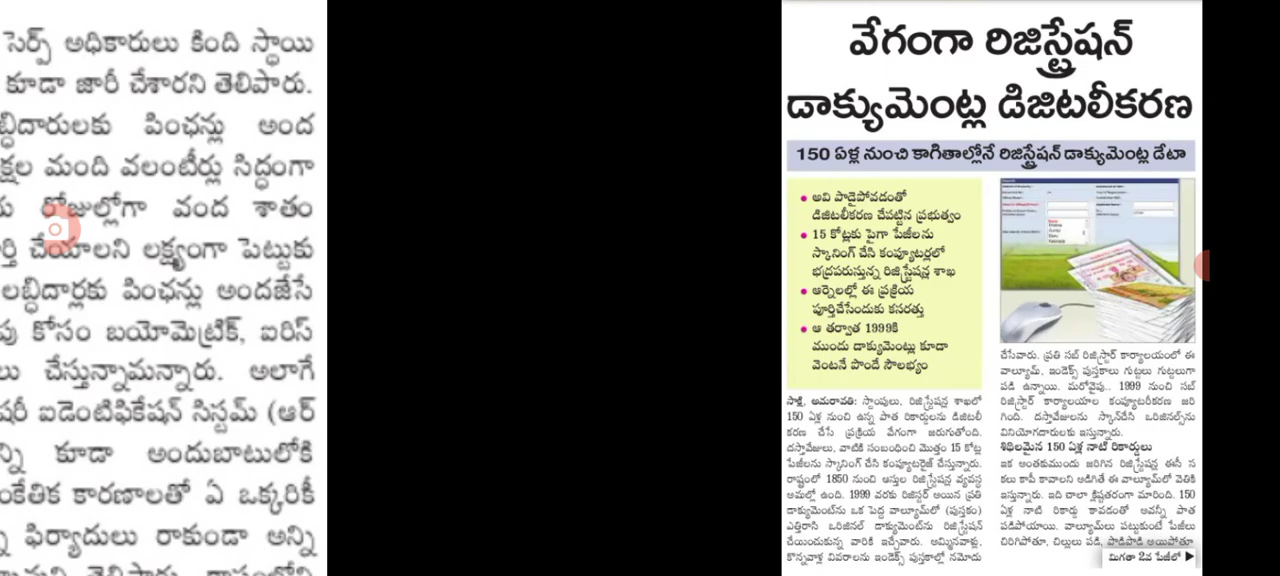 సెర్ప్ అధికారులు కింది స్థాయి
కూడా జారీ చేశారని తెలిపారు.
బ్ధిదారులకు పింఛన్లు అంద
క్షల మంది వలంటీర్లు సిద్ధంగా
రోజుల్లోగా వంద శాతం
ర్తి చేయాలని లక్ష్యంగా పెట్టుకు
లబ్ధిదార్లకు పింఛన్లు అందజేసే
పు కోసం బయోమెట్రిక్, ఐరిస్
లు చేస్తున్నామన్నారు. అలాగే
షరీ ఐడెంటిఫికేషన్ సిస్టమ్ (ఆర్
న్ని కూడా అందుబాటులోకి
ంకేతిక కారణాలతో ఏ ఒక్కరికీ
ఫిర్యాదులు రాకుండా అన్ని
వేగంగా రిజిస్ట్రేషన్
డాక్యుమెంట్ల డిజిటలీకరణ
150 ఏళ్ల నుంచి కాగితాల్లోనే రిజిస్ట్రేషన్ డాక్యుమెంట్ల డేటా
• అవి పాడైపోవడంతో
డిజిటలీకరణ చేపట్టిన ప్రభుత్వం
• 15 కోట్లకు పైగా పేజీలను
స్కానింగ్ చేసి కంప్యూటర్లలో
భద్రపరుస్తున్న రిజిస్ట్రేషన్ల శాఖ
• ఆర్నెలల్లో ఈ ప్రక్రియ
పూర్తిచేసేందుకు కసరత్తు
• ఆ తర్వాత 1999కి
ముందు డాక్యుమెంట్లు కూడా
వెంటనే పొందే సౌలభ్యం
సాక్షి, అమరావతి: స్టాంపులు, రిజిస్ట్రేషన్ల శాఖలో
150 ఏళ్ల నుంచి ఉన్న పాత రికార్డులను డిజిటలీ
కరణ చేసే ప్రక్రియ వేగంగా జరుగుతోంది.
దస్తావేజులు, వాటికి సంబంధించి మొత్తం 15 కోట్ల
పేజీలను స్కానింగ్ చేసి కంప్యూటరైజ్ చేస్తున్నారు.
రాష్ట్రంలో 1850 నుంచి ఆస్తుల రిజిస్ట్రేషన్ల వ్యవస్థ
అమల్లో ఉంది. 1999 వరకు రిజిస్టర్ అయిన ప్రతి
డాక్యుమెంట్‌ను ఒక పెద్ద వాల్యూమ్‌లో (పుస్తకం)
ఎత్తిరాసి ఒరిజినల్ డాక్యుమెంట్‌ను రిజిస్ట్రేషన్
చేయించుకున్న వారికి ఇచ్చేవారు. అమ్మినవాళ్లు,
కొన్నవాళ్ల వివరాలను ఇండెక్స్ పుస్తకాల్లో నమోదు
చేసేవారు. ప్రతి సబ్ రిజిస్ట్రార్ కార్యాలయంలో ఈ
వాల్యూమ్, ఇండెక్స్ పుస్తకాలు గుట్టలు గుట్టలుగా
పడి ఉన్నాయి. మరోవైపు.. 1999 నుంచి సబ్
రిజిస్ట్రార్ కార్యాలయాల కంప్యూటరీకరణ జరి
గింది. దస్తావేజులను స్కాన్‌చేసి ఒరిజినల్స్‌ను
వినియోగదారులకు ఇస్తున్నారు.
శిథిలమైన 150 ఏళ్ల నాటి రికార్డులు
ఇక అంతకుముందు జరిగిన రిజిస్ట్రేషన్ల ఈసీ న
కలు కాపీ కావాలని అడిగితే ఈ వాల్యూమ్‌లో వెతికి
ఇస్తున్నారు. ఇది చాలా క్లిష్టతరంగా మారింది. 150
ఏళ్ల నాటి రికార్డు కావడంతో అవన్నీ పాత
పడిపోయాయి. వాల్యూమ్‌లు పట్టుకుంటే పేజీలు
చిరిగిపోతూ, చిల్లులు పడి, పొడిపొడి అయిపోతూ
మిగతా 2వ పేజీలో ▶